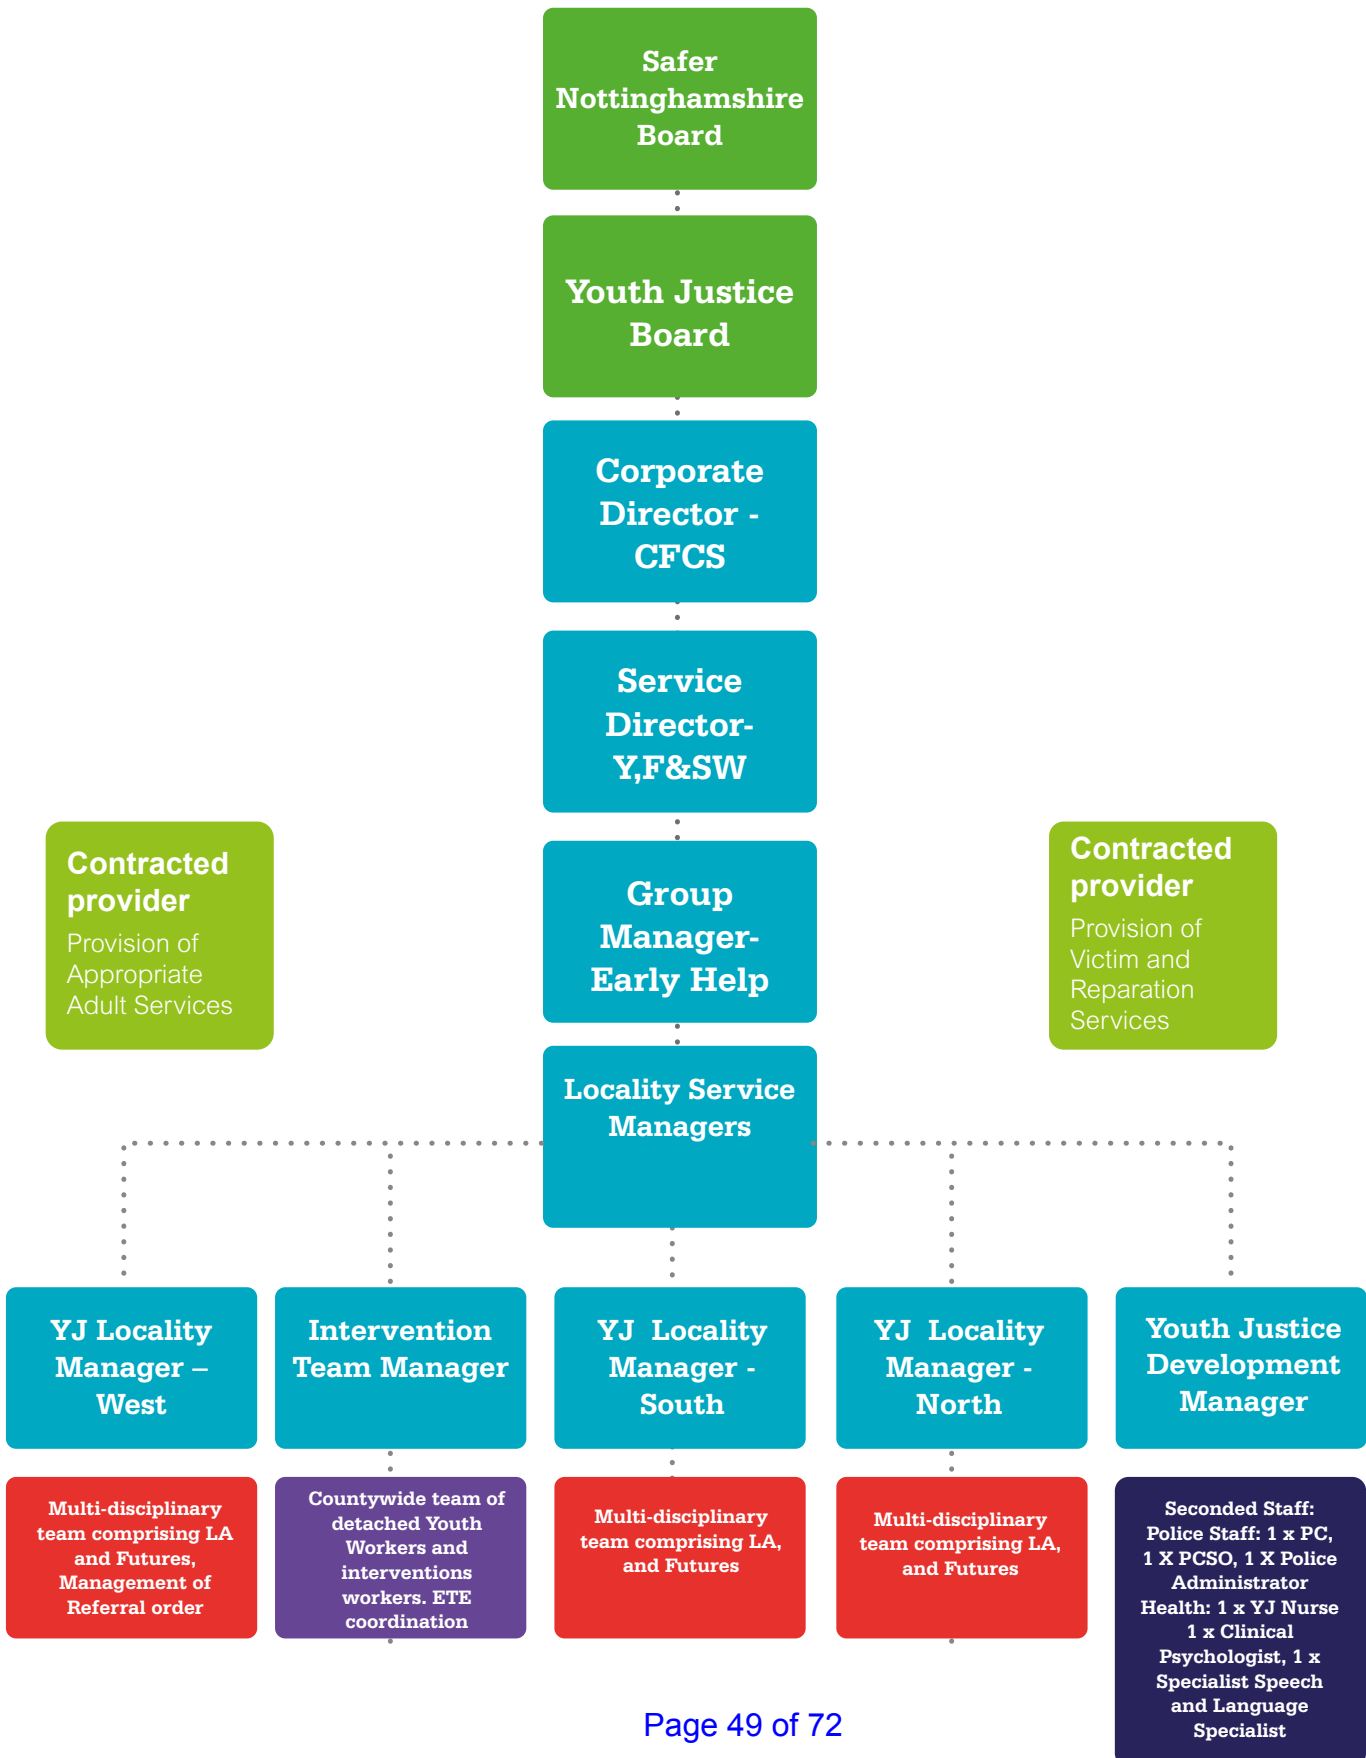 Safer
Nottinghamshire
Board
Youth Justice
Board
Corporate
Director -
CFCS
Service
Director-
Y,F&SW
Contracted
provider
Provision of
Appropriate
Adult Services
Group
Manager-
Early Help
Contracted
provider
Provision of
Victim and
Reparation
Services
Locality Service
Managers
YJ Locality
Manager –
West
Intervention
Team Manager
YJ  Locality
Manager -
South
YJ  Locality
Manager -
North
Youth Justice
Development
Manager
Multi-disciplinary
team comprising LA
and Futures,
Management of
Referral order
Countywide team of
detached Youth
Workers and
interventions
workers. ETE
coordination
Multi-disciplinary
team comprising LA,
and Futures
Multi-disciplinary
team comprising LA,
and Futures
Seconded Staff:
Police Staff: 1 x PC,
1 X PCSO, 1 X Police
Administrator
Health: 1 x YJ Nurse
1 x Clinical
Psychologist, 1 x
Specialist Speech
and Language
Specialist
Page 49 of 72